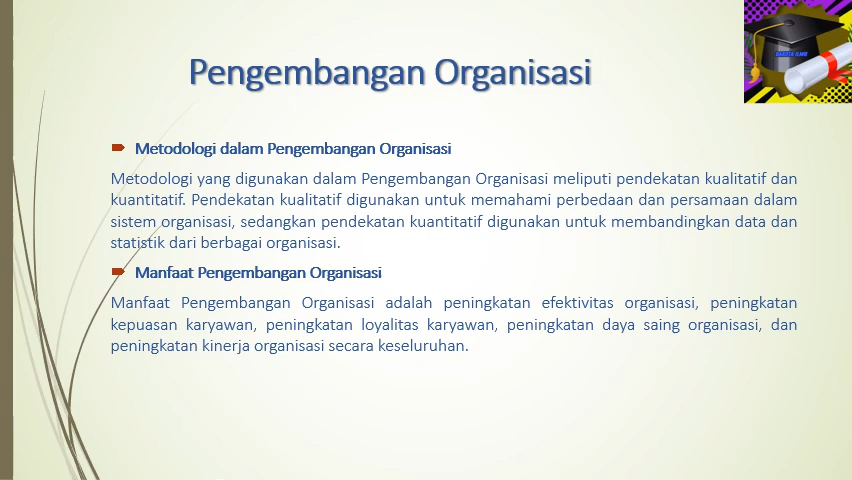 Pengembangan Organisasi
Metodologi dalam Pengembangan Organisasi
Metodologi yang digunakan dalam Pengembangan Organisasi meliputi pendekatan kualitatif dan
kuantitatif. Pendekatan kualitatif digunakan untuk memahami perbedaan dan persamaan dalam
sistem organisasi, sedangkan pendekatan kuantitatif digunakan untuk membandingkan data dan
statistik dari berbagai organisasi.
Manfaat Pengembangan Organisasi
Manfaat Pengembangan Organisasi adalah peningkatan efektivitas organisasi, peningkatan
kepuasan karyawan, peningkatan loyalitas karyawan, peningkatan daya saing organisasi, dan
peningkatan kinerja organisasi secara keseluruhan.